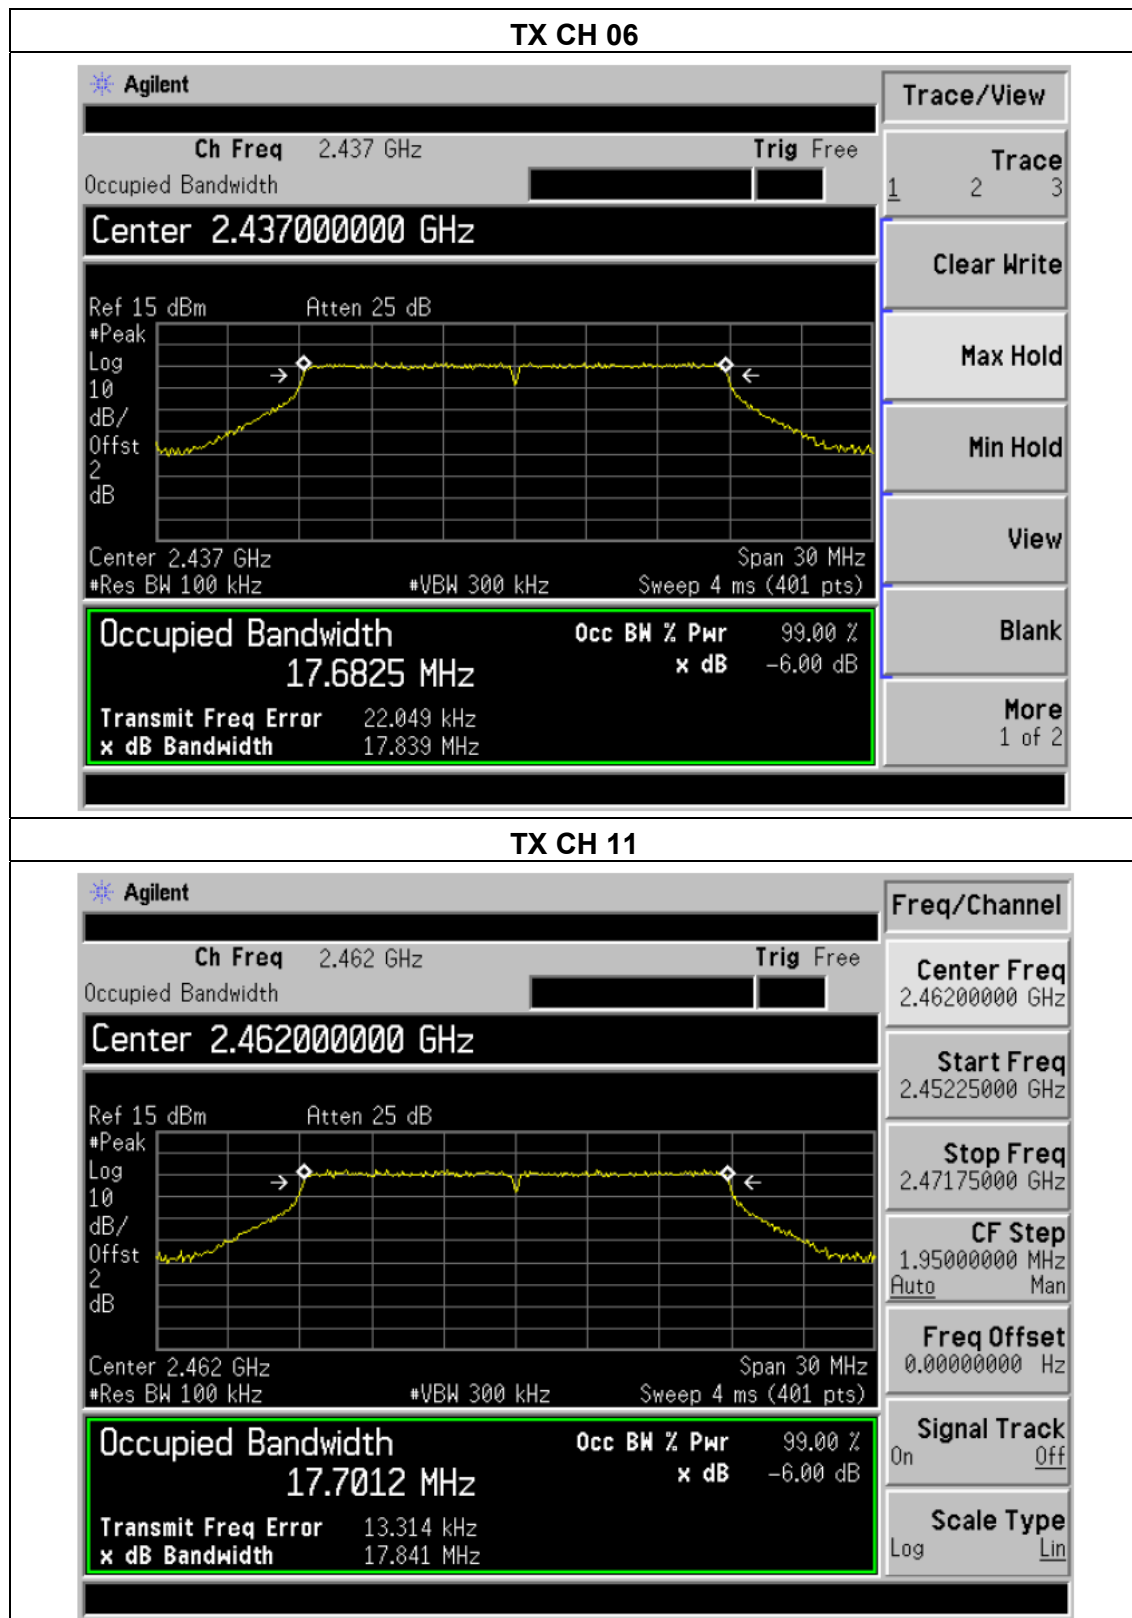 TX CH 06
Agilent
Trace/View
Ch Freq 2.437 GHz Trig Free
Occupied Bandwidth
Trace
1 2 3
Center 2.437000000 GHz
Clear Write
Ref 15 dBm Atten 25 dB
#Peak
Log
10
dB/
Offst
2
dB
Max Hold
Min Hold
View
Center 2.437 GHz Span 30 MHz
#Res BW 100 kHz #VBW 300 kHz Sweep 4 ms (401 pts)
Occupied Bandwidth Occ BW % Pwr 99.00 %
17.6825 MHz x dB -6.00 dB
Blank
Transmit Freq Error 22.049 kHz
x dB Bandwidth 17.839 MHz
More
1 of 2
TX CH 11
Agilent
Freq/Channel
Ch Freq 2.462 GHz Trig Free
Occupied Bandwidth
Center Freq
2.46200000 GHz
Center 2.462000000 GHz
Start Freq
2.45225000 GHz
Ref 15 dBm Atten 25 dB
#Peak
Log
10
dB/
Offst
2
dB
Stop Freq
2.47175000 GHz
CF Step
1.95000000 MHz
Auto Man
Freq Offset
0.00000000 Hz
Center 2.462 GHz Span 30 MHz
#Res BW 100 kHz #VBW 300 kHz Sweep 4 ms (401 pts)
Occupied Bandwidth Occ BW % Pwr 99.00 %
17.7012 MHz x dB -6.00 dB
Signal Track
On Off
Transmit Freq Error 13.314 kHz
x dB Bandwidth 17.841 MHz
Scale Type
Log Lin